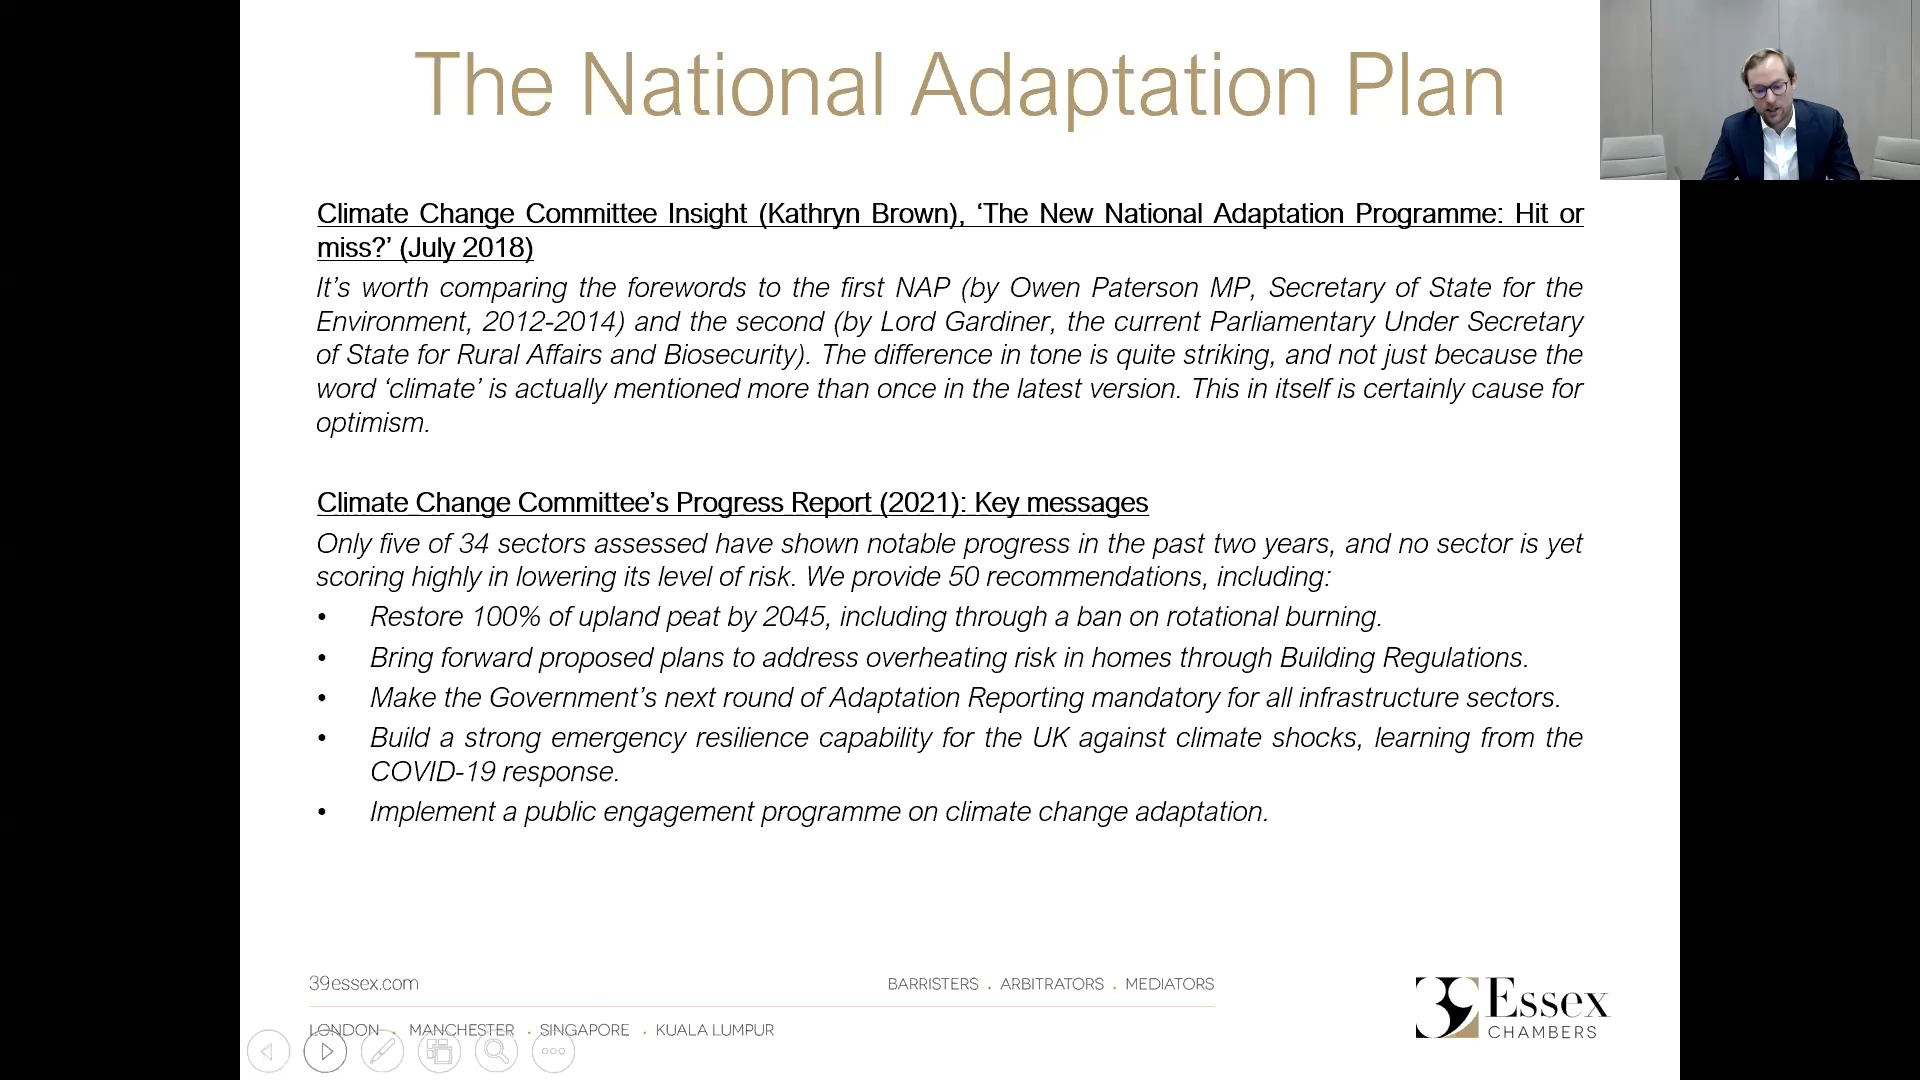 The National Adaptation Plan
Climate Change Committee Insight (Kathryn Brown), ‘The New National Adaptation Programme: Hit or
miss?’ (July 2018)
It’s worth comparing the forewords to the first NAP (by Owen Paterson MP, Secretary of State for the
Environment, 2012-2014) and the second (by Lord Gardiner, the current Parliamentary Under Secretary
of State for Rural Affairs and Biosecurity). The difference in tone is quite striking, and not just because the
word ‘climate’ is actually mentioned more than once in the latest version. This in itself is certainly cause for
optimism.
Climate Change Committee’s Progress Report (2021): Key messages
Only five of 34 sectors assessed have shown notable progress in the past two years, and no sector is yet
scoring highly in lowering its level of risk. We provide 50 recommendations, including:
• Restore 100% of upland peat by 2045, including through a ban on rotational burning.
• Bring forward proposed plans to address overheating risk in homes through Building Regulations.
• Make the Government’s next round of Adaptation Reporting mandatory for all infrastructure sectors.
• Build a strong emergency resilience capability for the UK against climate shocks, learning from the
COVID-19 response.
• Implement a public engagement programme on climate change adaptation.
39essex.com
BARRISTERS . ARBITRATORS . MEDIATORS
LONDON . MANCHESTER . SINGAPORE . KUALA LUMPUR
39 Essex
CHAMBERS